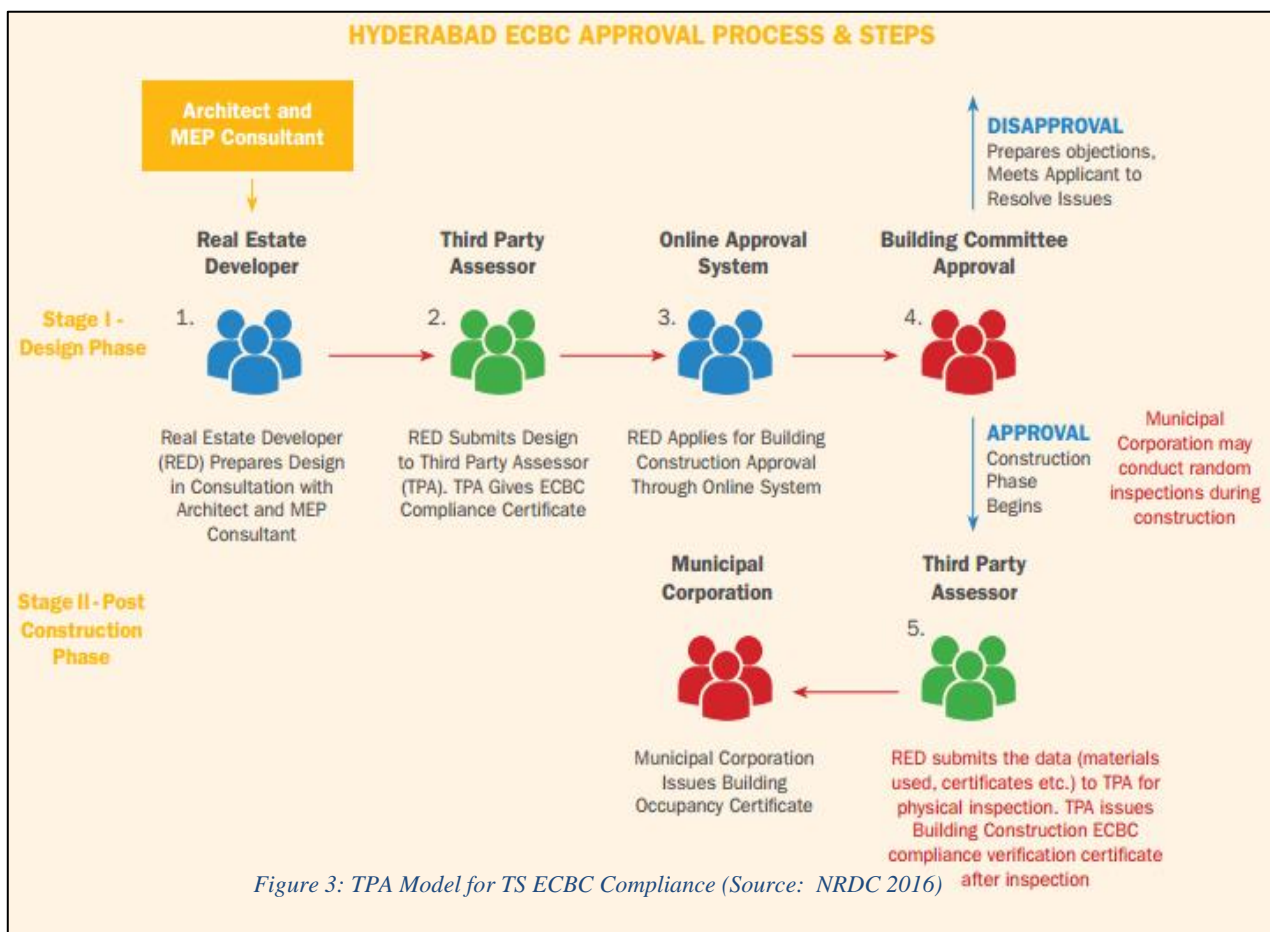 HYDERABAD ECBC APPROVAL PROCESS & STEPS
Architect and
MEP Consultant
DISAPPROVAL
Prepares objections,
Meets Applicant to
Resolve Issues
Real Estate
Developer
Third Party
Assessor
Online Approval
System
Building Committee
Approval
Stage I -
Design Phase
1.
2.
3.
4.
Real Estate Developer
(RED) Prepares Design
in Consultation with
Architect and MEP
Consultant
RED Submits Design
to Third Party Assessor
(TPA). TPA Gives ECBC
Compliance Certificate
RED Applies for Building
Construction Approval
Through Online System
APPROVAL
Construction
Phase
Begins
Municipal
Corporation may
conduct random
inspections during
construction
Stage II - Post
Construction
Phase
Municipal
Corporation
Third Party
Assessor
5.
Municipal Corporation
Issues Building
Occupancy Certificate
RED submits the data (materials
used, certificates etc.) to TPA for
physical inspection. TPA issues
Building Construction ECBC
compliance verification certificate
after inspection
Figure 3: TPA Model for TS ECBC Compliance (Source: NRDC 2016)